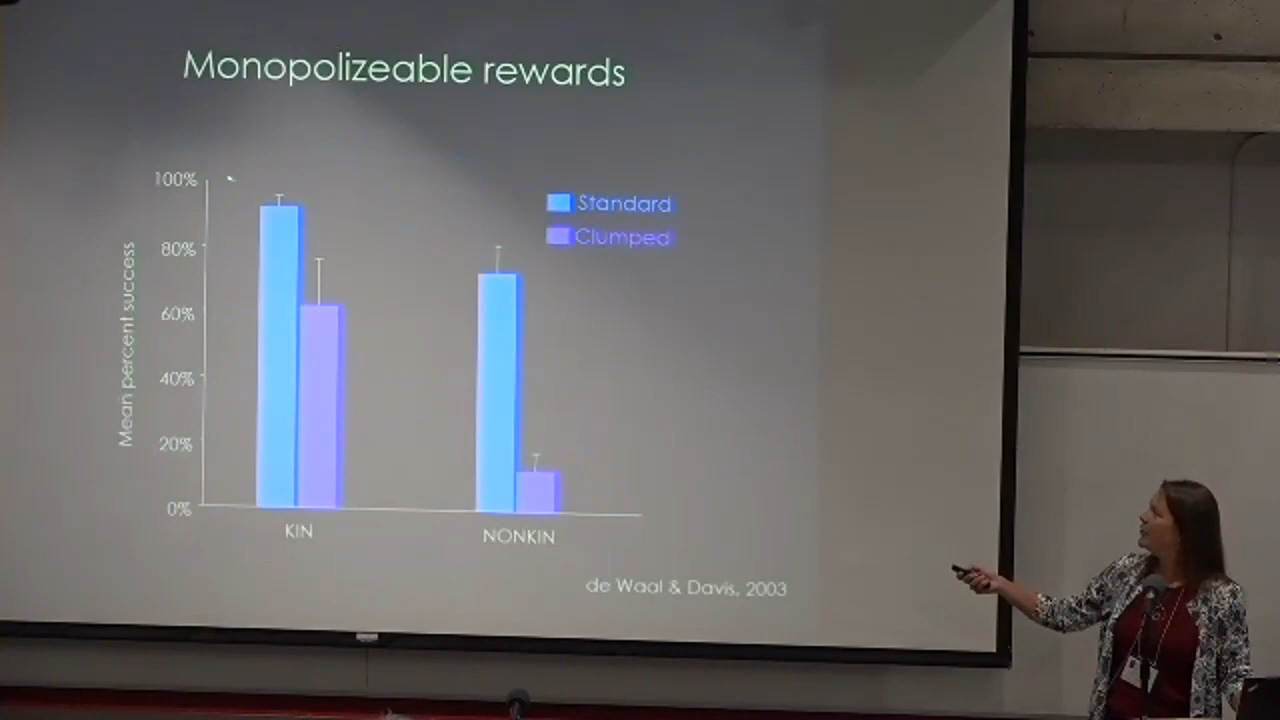 Monopolizeable rewards
100%
80%
60%
40%
20%
0%
Mean percent success
Standard
Clumped
KIN
NONKIN
de Waal & Davis, 2003